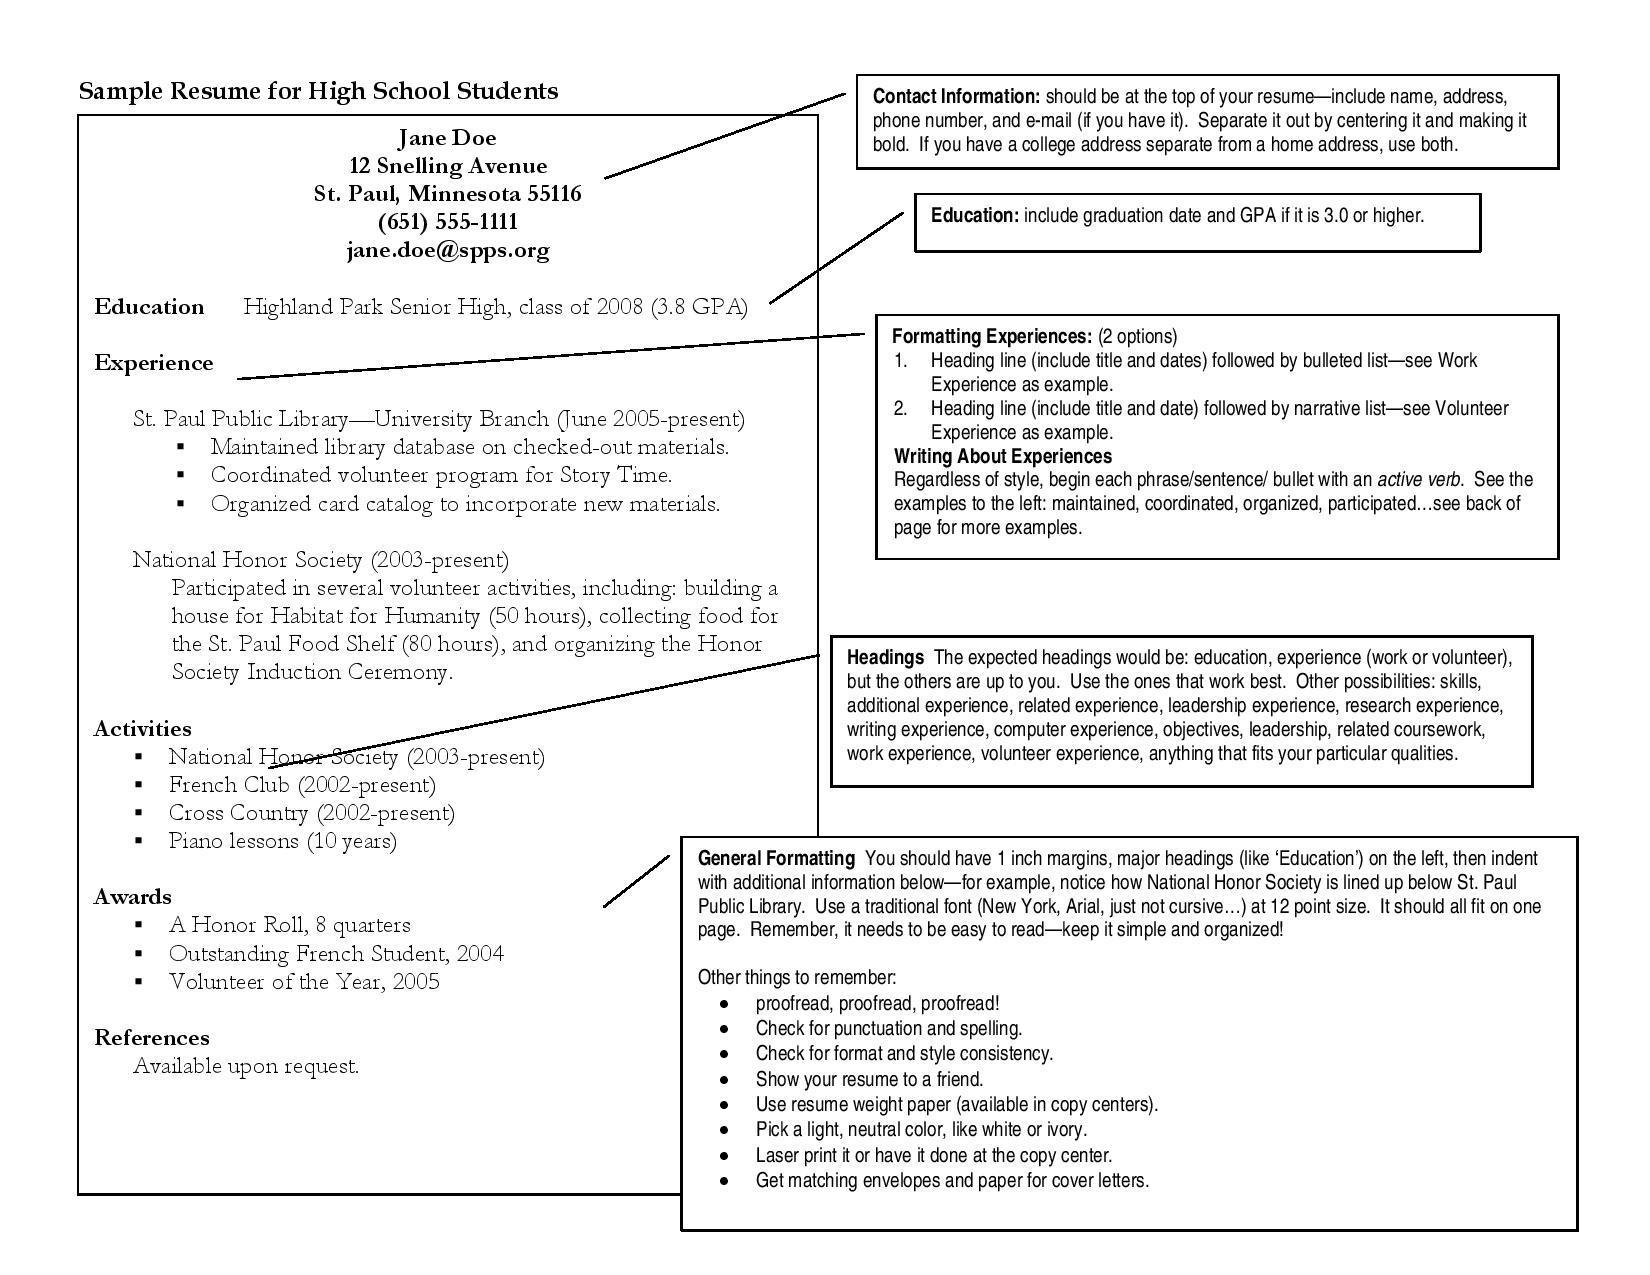 Sample Resume for High School Students
Jane Doe
12 Snelling Avenue
St. Paul, Minnesota 55116
(651) 555-1111
jane.doe@spps.org
Education Highland Park Senior High, class of 2008 (3.8 GPA)
Experience
St. Paul Public Library—University Branch (June 2005-present)
▪ Maintained library database on checked-out materials.
▪ Coordinated volunteer program for Story Time.
▪ Organized card catalog to incorporate new materials.
National Honor Society (2003-present)
Participated in several volunteer activities, including: building a
house for Habitat for Humanity (50 hours), collecting food for
the St. Paul Food Shelf (80 hours), and organizing the Honor
Society Induction Ceremony.
Activities
▪ National Honor Society (2003-present)
▪ French Club (2002-present)
▪ Cross Country (2002-present)
▪ Piano lessons (10 years)
Awards
▪ A Honor Roll, 8 quarters
▪ Outstanding French Student, 2004
▪ Volunteer of the Year, 2005
References
Available upon request.
Contact Information: should be at the top of your resume—include name, address,
phone number, and e-mail (if you have it). Separate it out by centering it and making it
bold. If you have a college address separate from a home address, use both.
Education: include graduation date and GPA if it is 3.0 or higher.
Formatting Experiences: (2 options)
1. Heading line (include title and dates) followed by bulleted list—see Work
Experience as example.
2. Heading line (include title and date) followed by narrative list—see Volunteer
Experience as example.
Writing About Experiences
Regardless of style, begin each phrase/sentence/ bullet with an active verb. See the
examples to the left: maintained, coordinated, organized, participated…see back of
page for more examples.
Headings The expected headings would be: education, experience (work or volunteer),
but the others are up to you. Use the ones that work best. Other possibilities: skills,
additional experience, related experience, leadership experience, research experience,
writing experience, computer experience, objectives, leadership, related coursework,
work experience, volunteer experience, anything that fits your particular qualities.
General Formatting You should have 1 inch margins, major headings (like ‘Education’) on the left, then indent
with additional information below—for example, notice how National Honor Society is lined up below St. Paul
Public Library. Use a traditional font (New York, Arial, just not cursive…) at 12 point size. It should all fit on one
page. Remember, it needs to be easy to read—keep it simple and organized!
Other things to remember:
• proofread, proofread, proofread!
• Check for punctuation and spelling.
• Check for format and style consistency.
• Show your resume to a friend.
• Use resume weight paper (available in copy centers).
• Pick a light, neutral color, like white or ivory.
• Laser print it or have it done at the copy center.
• Get matching envelopes and paper for cover letters.